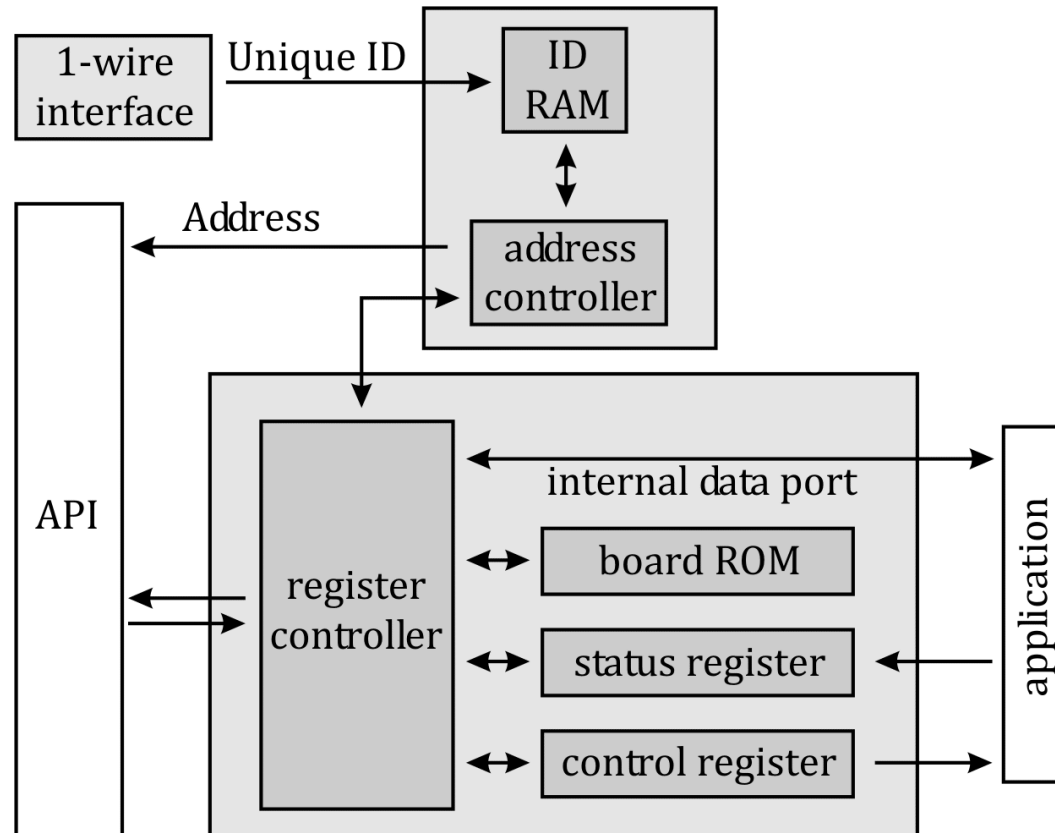 1-wire
interface
Unique ID
ID
RAM
Address
address
controller
API
register
controller
internal data port
board ROM
status register
control register
application